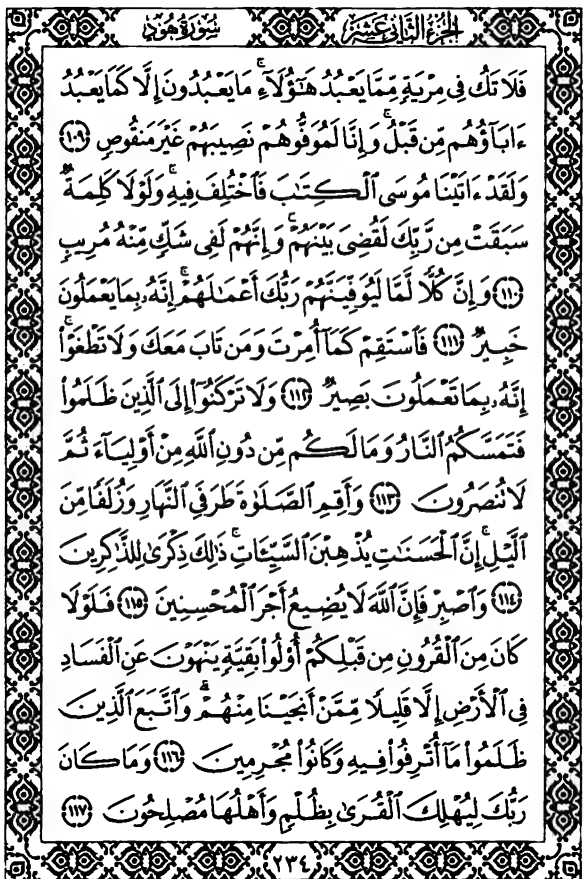 الجزء الثاني عشر
سورة هود
فَلَا تَكُ فِى مِرْيَةٍ مِّمَّا يَعْبُدُ هَٰٓؤُلَآءِ ۚ مَا يَعْبُدُونَ إِلَّا كَمَا يَعْبُدُ
ءَابَآؤُهُم مِّن قَبْلُ ۚ وَإِنَّا لَمُوَفُّوهُمْ نَصِيبَهُمْ غَيْرَ مَنقُوصٍ ١٠٩
وَلَقَدْ ءَاتَيْنَا مُوسَى ٱلْكِتَٰبَ فَٱخْتُلِفَ فِيهِ ۚ وَلَوْلَا كَلِمَةٌ
سَبَقَتْ مِن رَّبِّكَ لَقُضِىَ بَيْنَهُمْ ۚ وَإِنَّهُمْ لَفِى شَكٍّ مِّنْهُ مُرِيبٍ
١١٠ وَإِنَّ كُلًّا لَّمَّا لَيُوَفِّيَنَّهُمْ رَبُّكَ أَعْمَٰلَهُمْ ۚ إِنَّهُۥ بِمَا يَعْمَلُونَ
خَبِيرٌ ١١١ فَٱسْتَقِمْ كَمَآ أُمِرْتَ وَمَن تَابَ مَعَكَ وَلَا تَطْغَوْا۟ ۚ
إِنَّهُۥ بِمَا تَعْمَلُونَ بَصِيرٌ ١١٢ وَلَا تَرْكَنُوٓا۟ إِلَى ٱلَّذِينَ ظَلَمُوا۟
فَتَمَسَّكُمُ ٱلنَّارُ وَمَا لَكُم مِّن دُونِ ٱللَّهِ مِنْ أَوْلِيَآءَ ثُمَّ
لَا تُنصَرُونَ ١١٣ وَأَقِمِ ٱلصَّلَوٰةَ طَرَفَىِ ٱلنَّهَارِ وَزُلَفًا مِّنَ
ٱلَّيْلِ ۚ إِنَّ ٱلْحَسَنَٰتِ يُذْهِبْنَ ٱلسَّيِّـَٔاتِ ۚ ذَٰلِكَ ذِكْرَىٰ لِلذَّٰكِرِينَ
١١٤ وَٱصْبِرْ فَإِنَّ ٱللَّهَ لَا يُضِيعُ أَجْرَ ٱلْمُحْسِنِينَ ١١٥ فَلَوْلَا
كَانَ مِنَ ٱلْقُرُونِ مِن قَبْلِكُمْ أُو۟لُوا۟ بَقِيَّةٍ يَنْهَوْنَ عَنِ ٱلْفَسَادِ
فِى ٱلْأَرْضِ إِلَّا قَلِيلًا مِّمَّنْ أَنجَيْنَا مِنْهُمْ ۗ وَٱتَّبَعَ ٱلَّذِينَ
ظَلَمُوا۟ مَآ أُتْرِفُوا۟ فِيهِ وَكَانُوا۟ مُجْرِمِينَ ١١٦ وَمَا كَانَ
رَبُّكَ لِيُهْلِكَ ٱلْقُرَىٰ بِظُلْمٍ وَأَهْلُهَا مُصْلِحُونَ ١١٧
٢٣٤